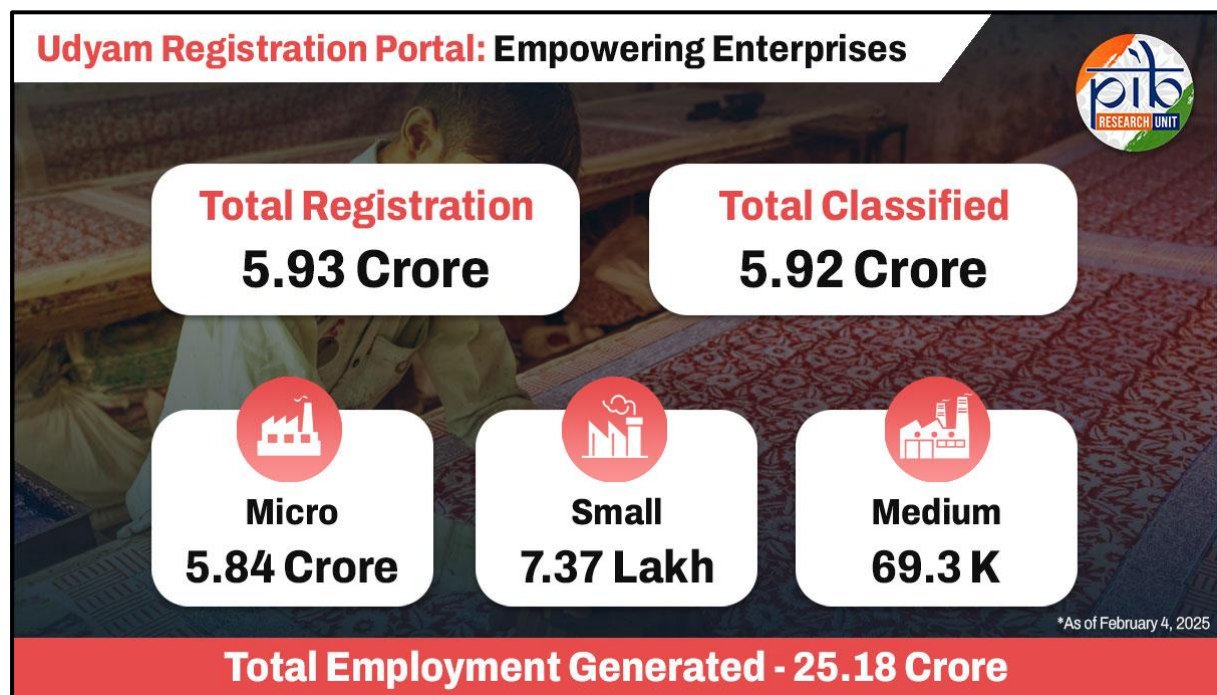 Udyam Registration Portal: Empowering Enterprises
pib
RESEARCH UNIT
Total Registration
5.93 Crore
Total Classified
5.92 Crore
Micro
5.84 Crore
Small
7.37 Lakh
Medium
69.3 K
*As of February 4, 2025
Total Employment Generated - 25.18 Crore